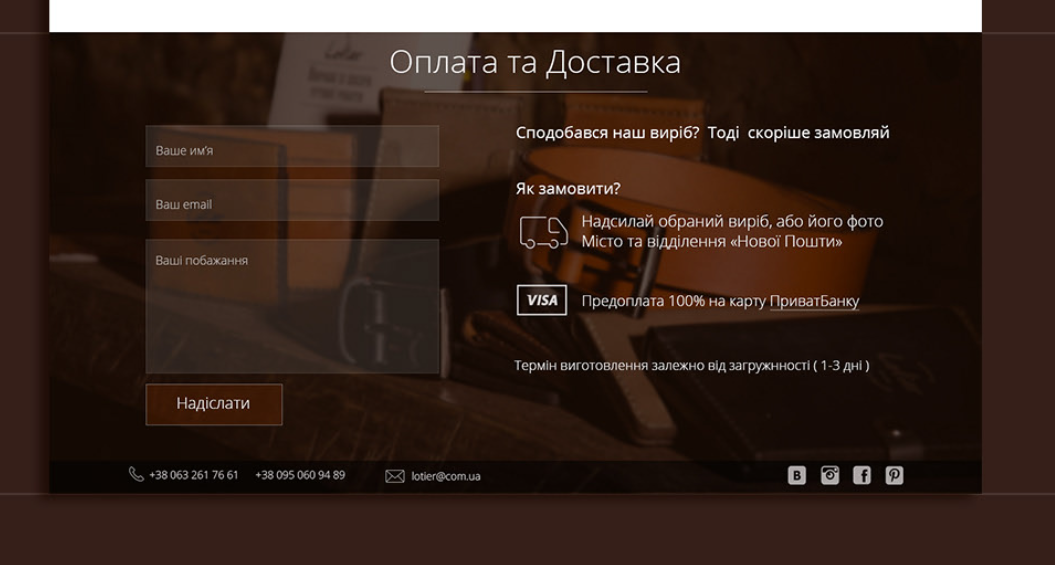 Оплата та Доставка
Ваше им'я
Ваш email
Ваші побажання
Надіслати
Сподобався наш виріб? Тоді скоріше замовляй
Як замовити?
Надсилай обраний виріб, або його фото
Місто та відділення «Нової Пошти»
VISA
Предоплата 100% на карту ПриватБанку
Термін виготовлення залежно від загружнності ( 1-3 дні )
+38 063 261 76 61 +38 095 060 94 89 lotier@com.ua